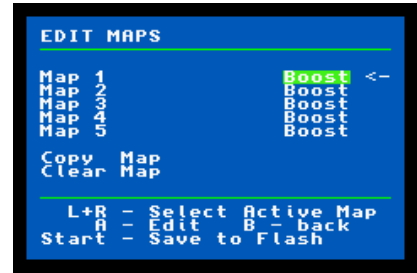 EDIT MAPS
Map 1 Boost <-
Map 2 Boost
Map 3 Boost
Map 4 Boost
Map 5 Boost
Copy Map
Clear Map
L+R - Select Active Map
A - Edit B - back
Start - Save to Flash